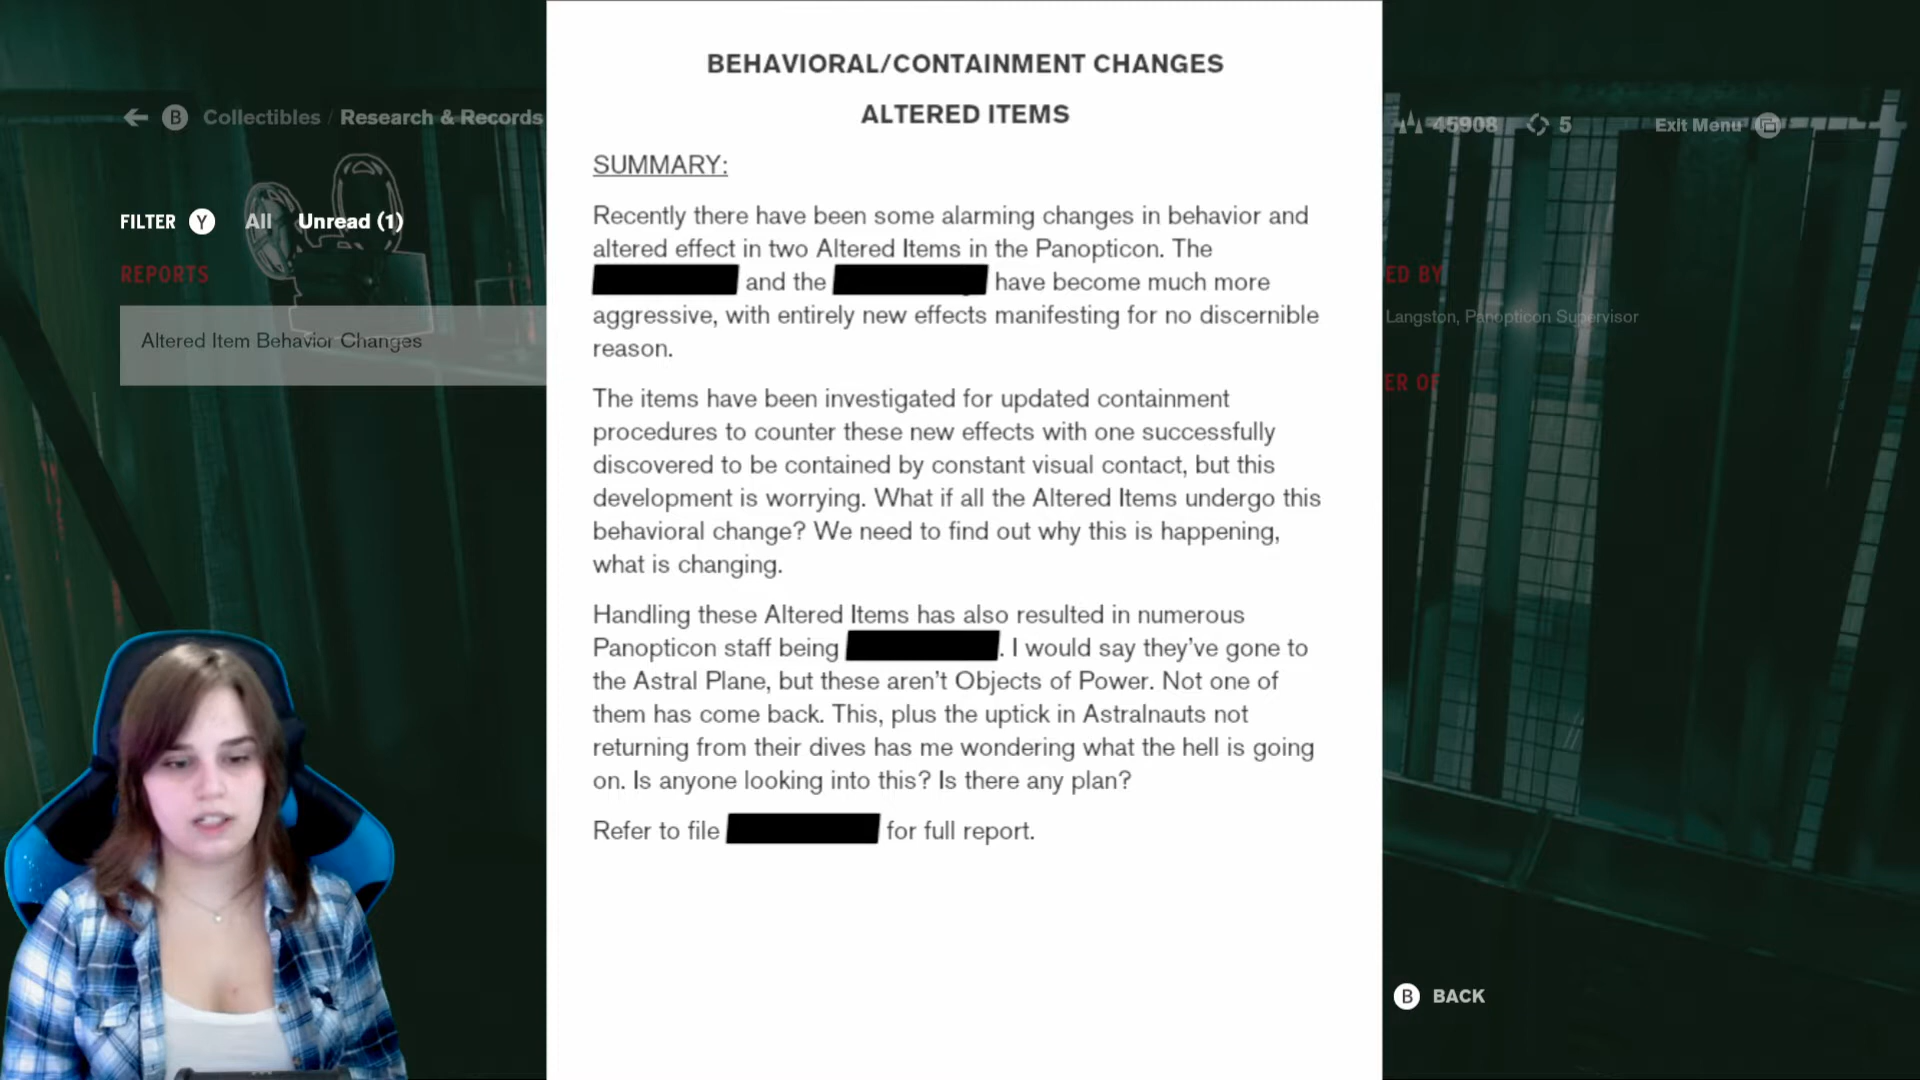 BEHAVIORAL/CONTAINMENT CHANGES
ALTERED ITEMS
SUMMARY:
Recently there have been some alarming changes in behavior and
altered effect in two Altered Items in the Panopticon. The
and the have become much more
aggressive, with entirely new effects manifesting for no discernible
reason.
The items have been investigated for updated containment
procedures to counter these new effects with one successfully
discovered to be contained by constant visual contact, but this
development is worrying. What if all the Altered Items undergo this
behavioral change? We need to find out why this is happening,
what is changing.
Handling these Altered Items has also resulted in numerous
Panopticon staff being . I would say they've gone to
the Astral Plane, but these aren't Objects of Power. Not one of
them has come back. This, plus the uptick in Astralnauts not
returning from their dives has me wondering what the hell is going
on. Is anyone looking into this? Is there any plan?
Refer to file for full report.
B Collectibles / Research & Records
FILTER Y All Unread (1)
REPORTS
Altered Item Behavior Changes
45908 5 Exit Menu
ED BY
Langston, Panopticon Supervisor
ER OF
B BACK